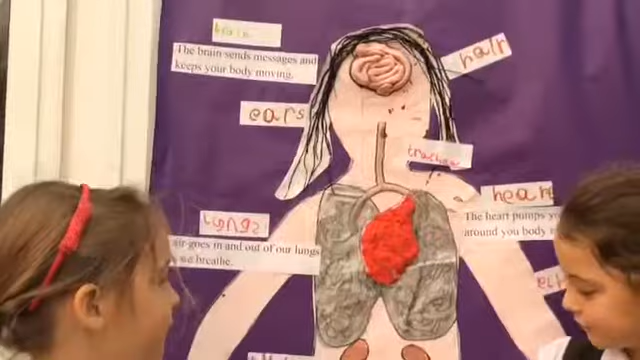 brain
The brain sends messages and
keeps your body moving.
hair
ears
trachea
heart
The heart pumps
around you body
lungs
air goes in and out of our lungs
we breathe.